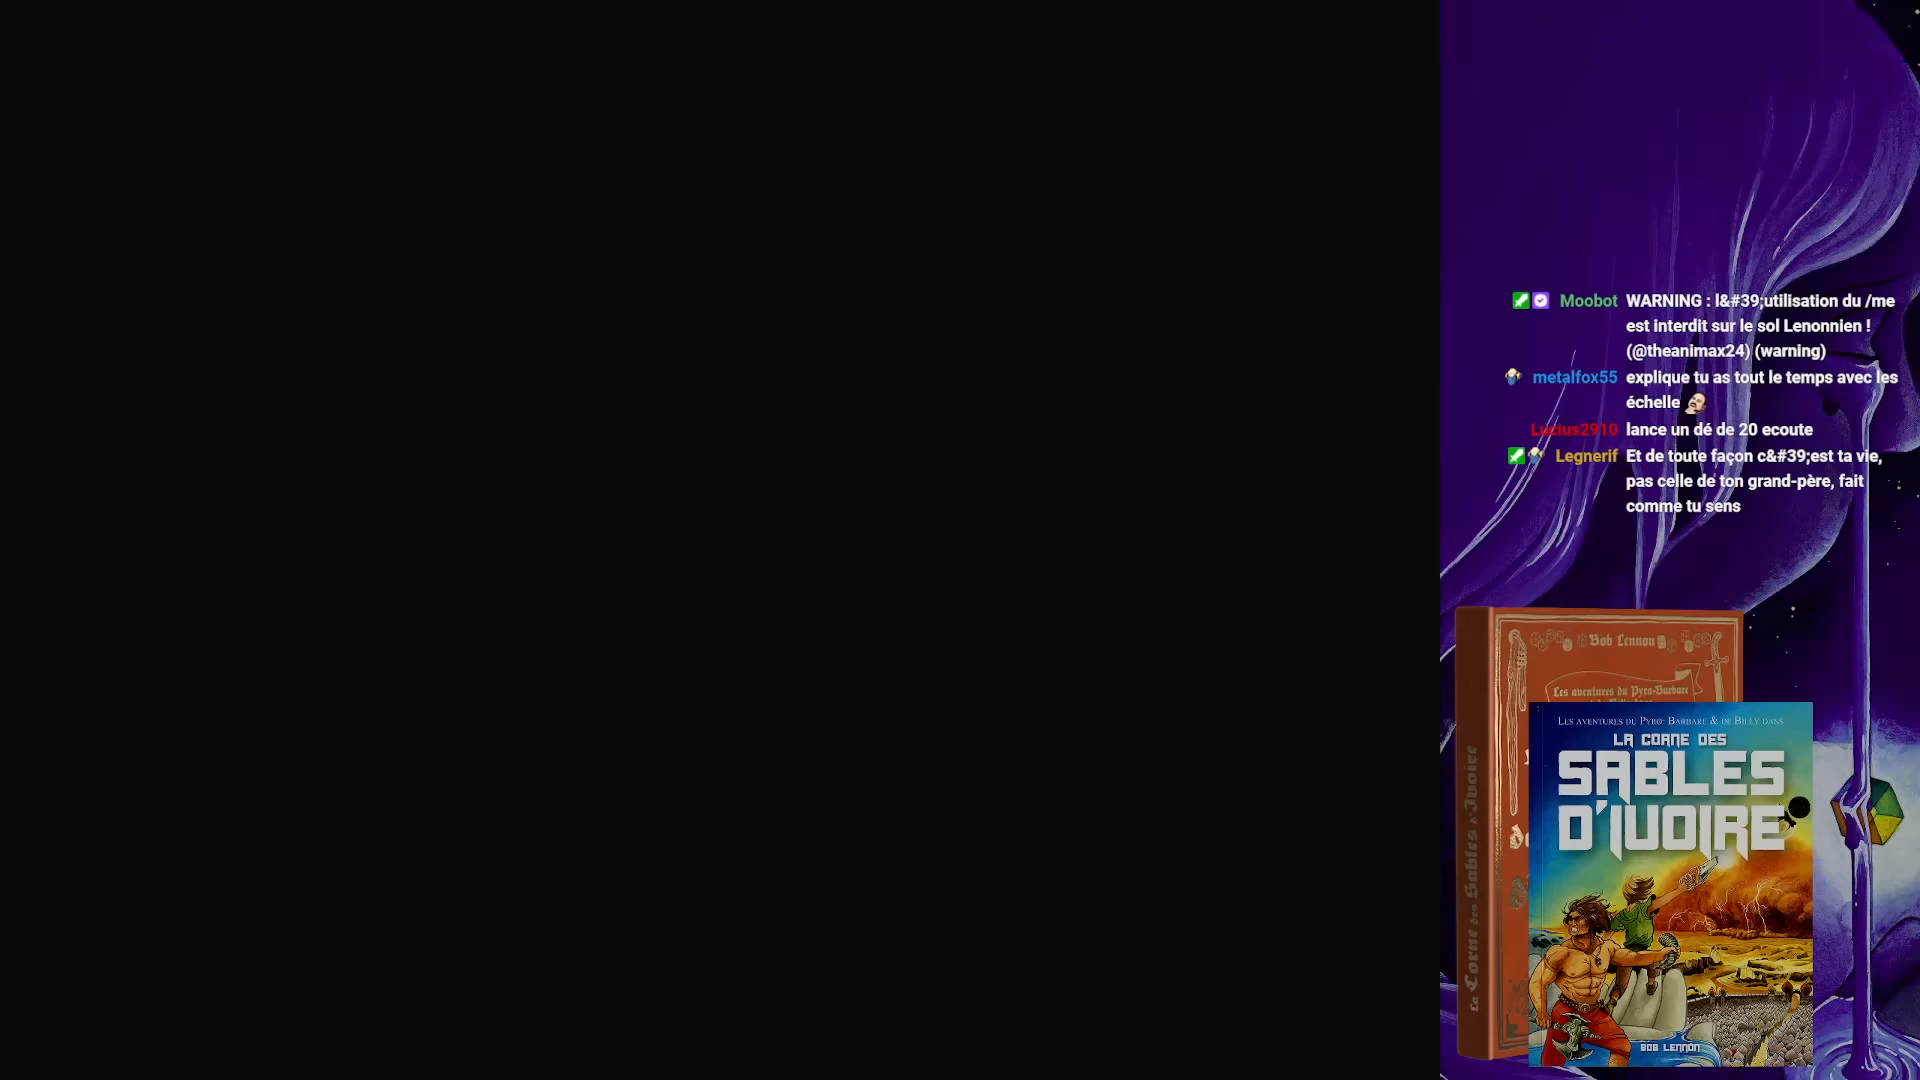 Moobot WARNING : l&#39;utilisation du /me
est interdit sur le sol Lenonnien !
(@theanimax24) (warning)
metalfox55 explique tu as tout le temps avec les
échelle
Lucius2910 lance un dé de 20 ecoute
Legnerif Et de toute façon c&#39;est ta vie,
pas celle de ton grand-père, fait
comme tu sens
Bob Lennon
Les aventures du Pyro-Barbare
La Corne des Sables d'Ivoire
Les aventures du Pyro-Barbare & de Billy dans
LA CORNE DES
SABLES
D'IVOIRE
BOB LENNON